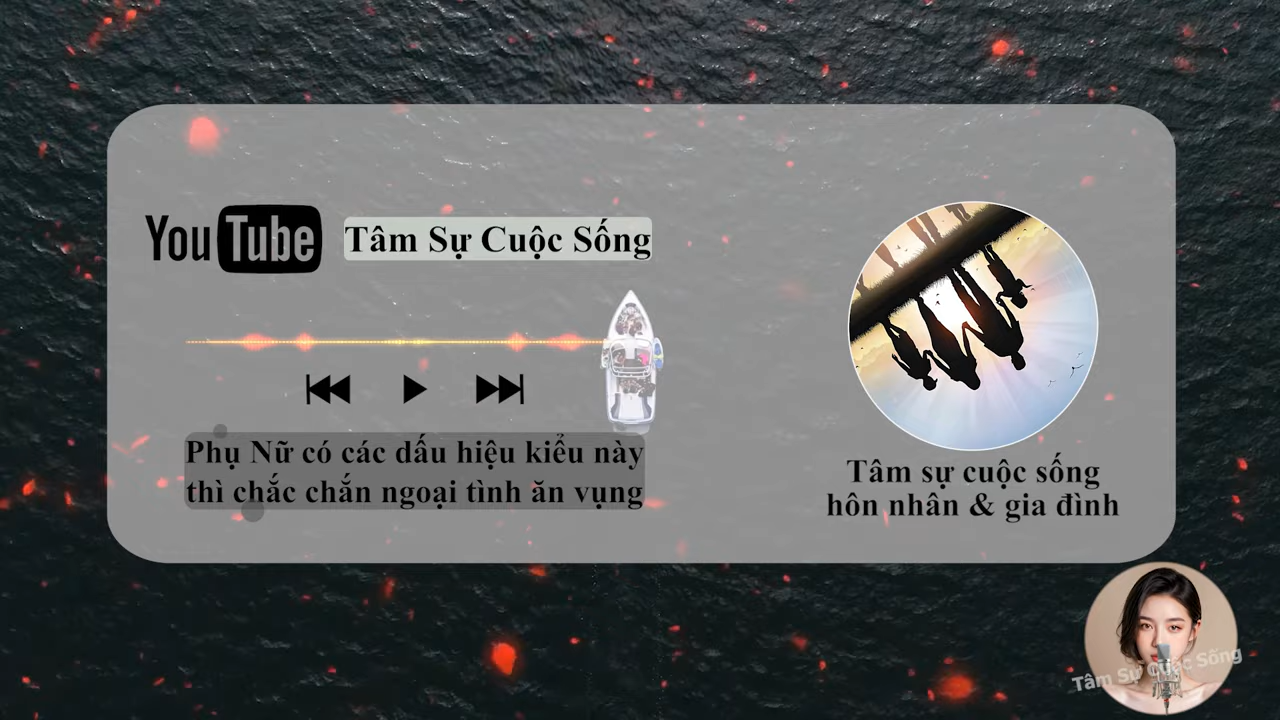 YouTube
Tâm Sự Cuộc Sống
Phụ Nữ có các dấu hiệu kiểu này
thì chắc chắn ngoại tình ăn vụng
Tâm sự cuộc sống
hôn nhân & gia đình
Tâm Sự Cuộc Sống